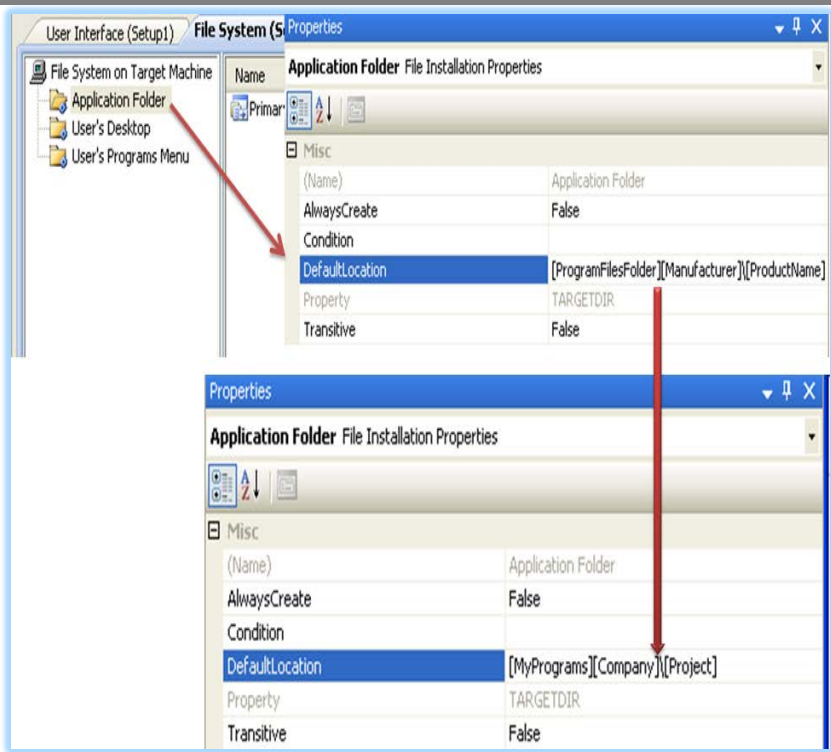 User Interface (Setup1) File System (S
File System on Target Machine
Application Folder
User's Desktop
User's Programs Menu
Name
Primar
Properties
Application Folder File Installation Properties
Misc
(Name) Application Folder
AlwaysCreate False
Condition
DefaultLocation [ProgramFilesFolder][Manufacturer]\[ProductName]
Property TARGETDIR
Transitive False
Properties
Application Folder File Installation Properties
Misc
(Name) Application Folder
AlwaysCreate False
Condition
DefaultLocation [MyPrograms][Company]\[Project]
Property TARGETDIR
Transitive False